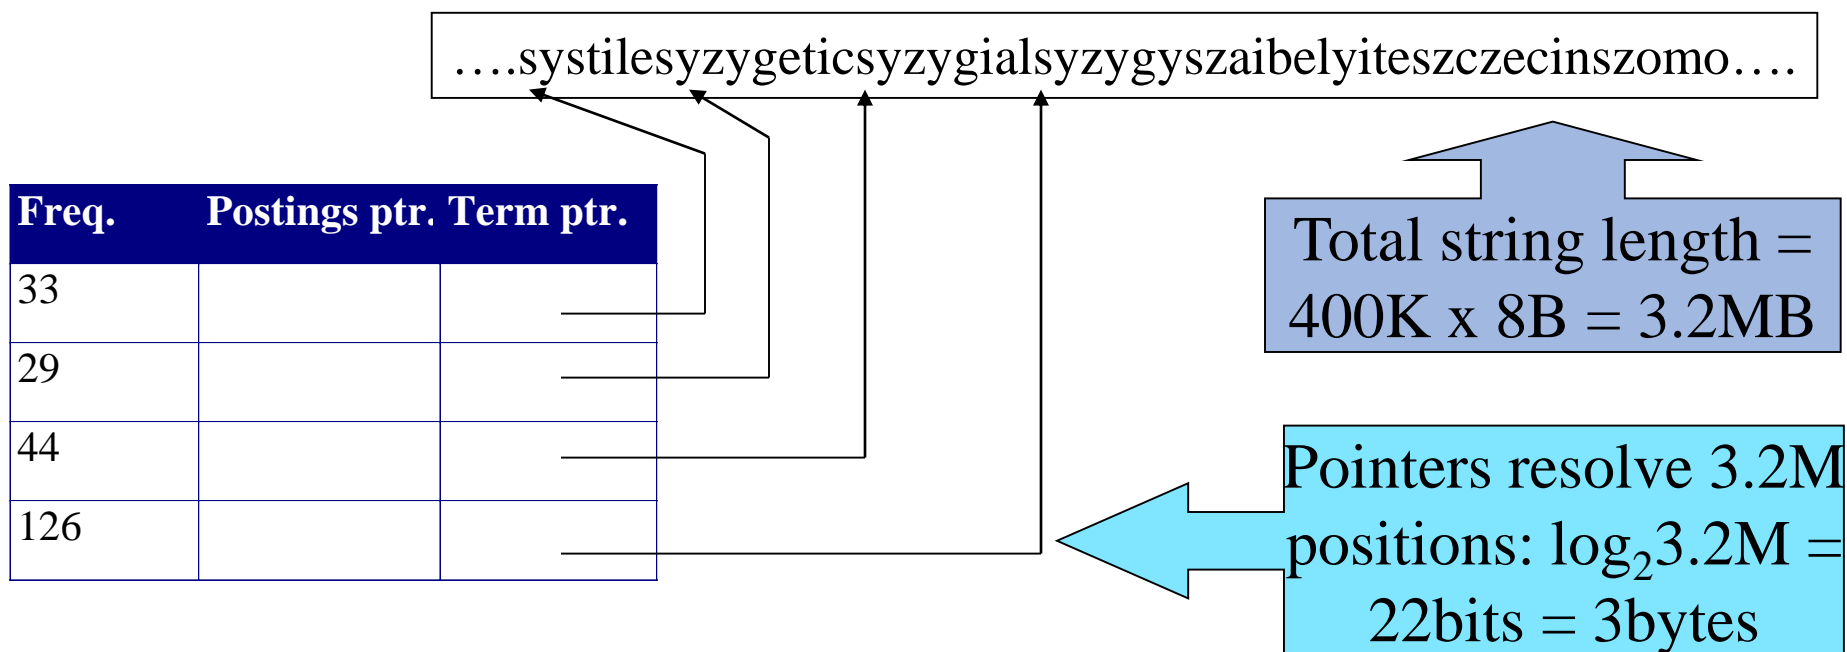 ….systilesyzygeticsyzygialsyzygyszaibelyiteszczecinszomo….
Freq. Postings ptr. Term ptr.
33
29
44
126
Total string length =
400K x 8B = 3.2MB
Pointers resolve 3.2M
positions: log₂3.2M =
22bits = 3bytes